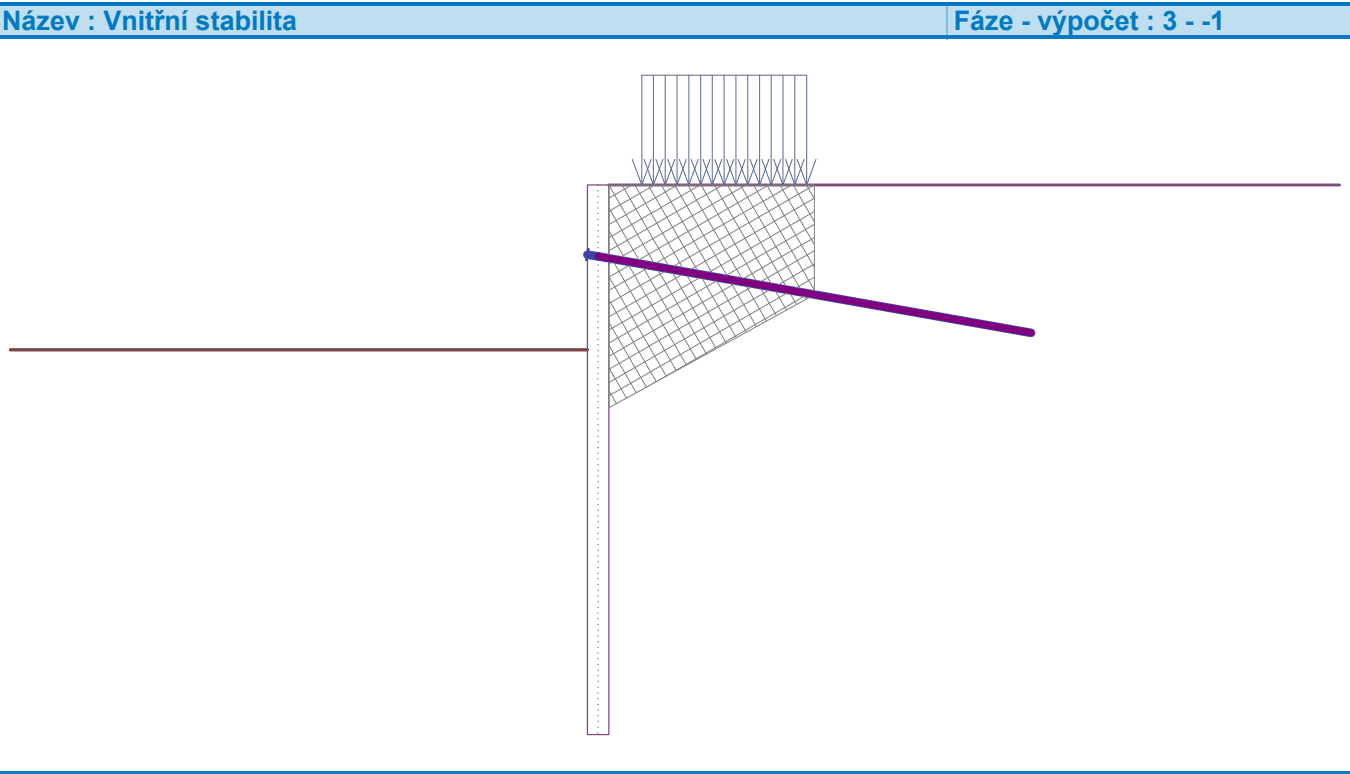 Název : Vnitřní stabilita
Fáze - výpočet : 3 - -1